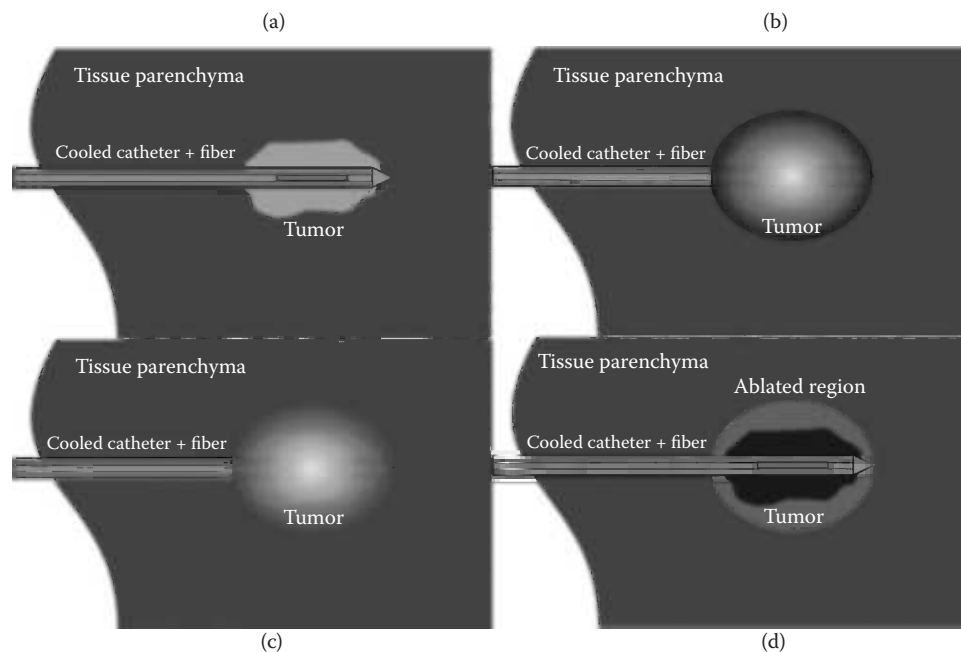 (a)
(b)
Tissue parenchyma
Cooled catheter + fiber
Tumor
Tissue parenchyma
Cooled catheter + fiber
Tumor
Tissue parenchyma
Cooled catheter + fiber
Tumor
Tissue parenchyma
Ablated region
Cooled catheter + fiber
Tumor
(c)
(d)